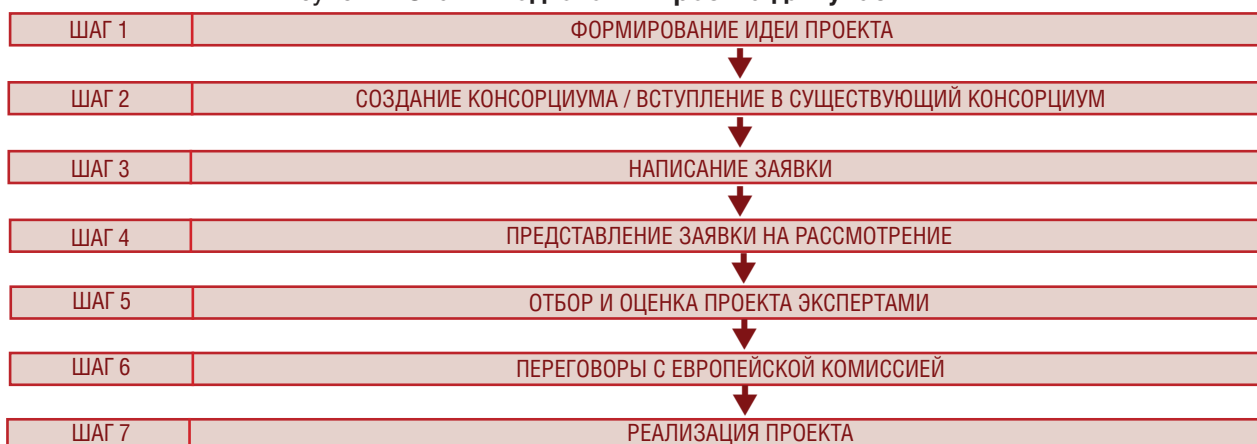 ШАГ 1 ФОРМИРОВАНИЕ ИДЕИ ПРОЕКТА
ШАГ 2 СОЗДАНИЕ КОНСОРЦИУМА / ВСТУПЛЕНИЕ В СУЩЕСТВУЮЩИЙ КОНСОРЦИУМ
ШАГ 3 НАПИСАНИЕ ЗАЯВКИ
ШАГ 4 ПРЕДСТАВЛЕНИЕ ЗАЯВКИ НА РАССМОТРЕНИЕ
ШАГ 5 ОТБОР И ОЦЕНКА ПРОЕКТА ЭКСПЕРТАМИ
ШАГ 6 ПЕРЕГОВОРЫ С ЕВРОПЕЙСКОЙ КОМИССИЕЙ
ШАГ 7 РЕАЛИЗАЦИЯ ПРОЕКТА